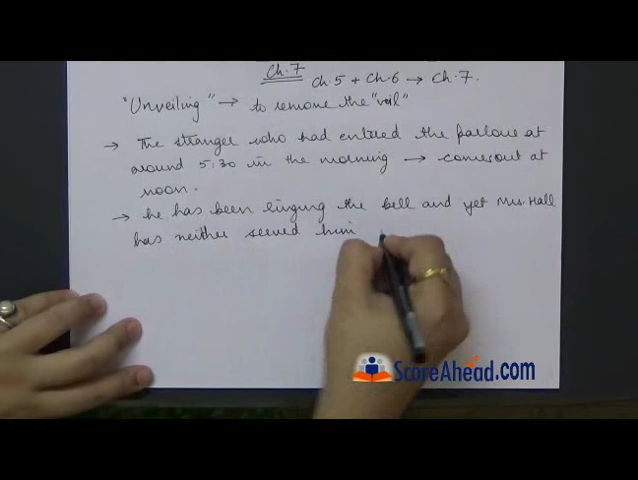 Ch.7 Ch.5 + Ch.6 → Ch.7.
"Unveiling" → to remove the "veil"
→ The stranger who had entered the parlour at
around 5:30 in the morning → comes out at
noon.
→ he has been ringing the bell and yet Mrs Hall
has neither seeved him
ScoreAhead.com